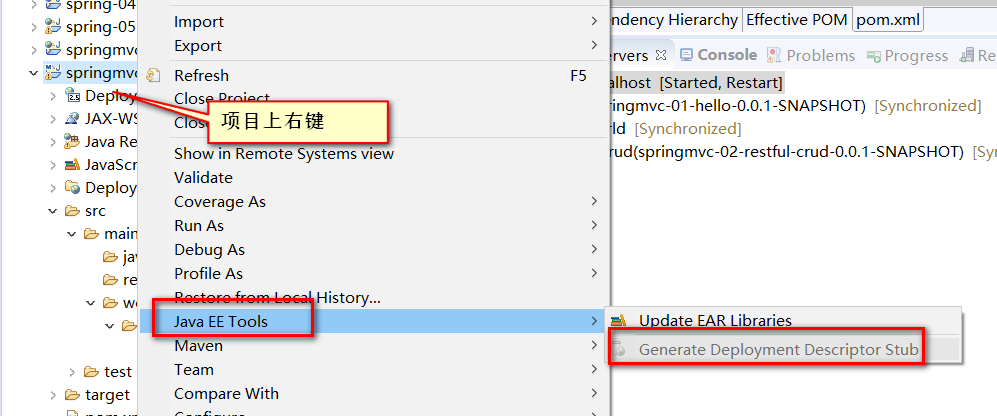 spring-04
spring-05
springmvc
springmvc
Deploy
JAX-WS
Java Re
JavaScr
Deploy
src
main
jav
re
we
test
target
Import
Export
Refresh F5
Close Project
Show in Remote Systems view
Validate
Coverage As
Run As
Debug As
Profile As
Restore from Local History...
Java EE Tools
Maven
Team
Compare With
Configure
项目上右键
Update EAR Libraries
Generate Deployment Descriptor Stub
ndency Hierarchy Effective POM pom.xml
ervers Console Problems Progress Re
alhost [Started, Restart]
ringmvc-01-hello-0.0.1-SNAPSHOT) [Synchronized]
rld [Synchronized]
crud(springmvc-02-restful-crud-0.0.1-SNAPSHOT) [Syn